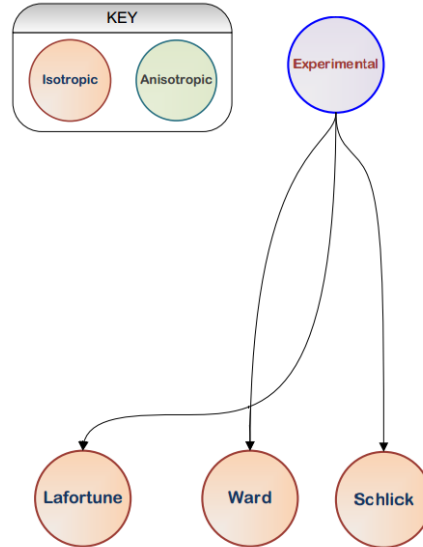 KEY
Isotropic
Anisotropic
Experimental
Lafortune
Ward
Schlick